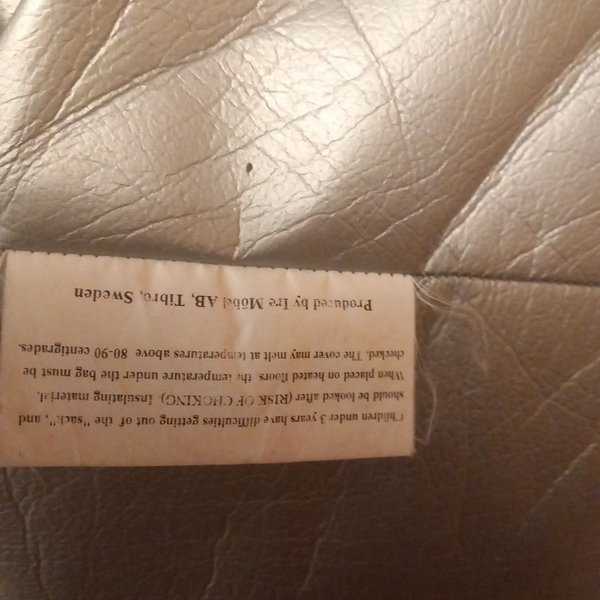 Children under 3 years have difficulties getting out of the "sack", and
should be looked after (RISK OF CHOKING). Insulating material.
When placed on heated floors, the temperature under the bag must be
checked. The cover may melt at temperatures above 80-90 centigrades.
Produced by Ire Möbel AB, Tibro, Sweden